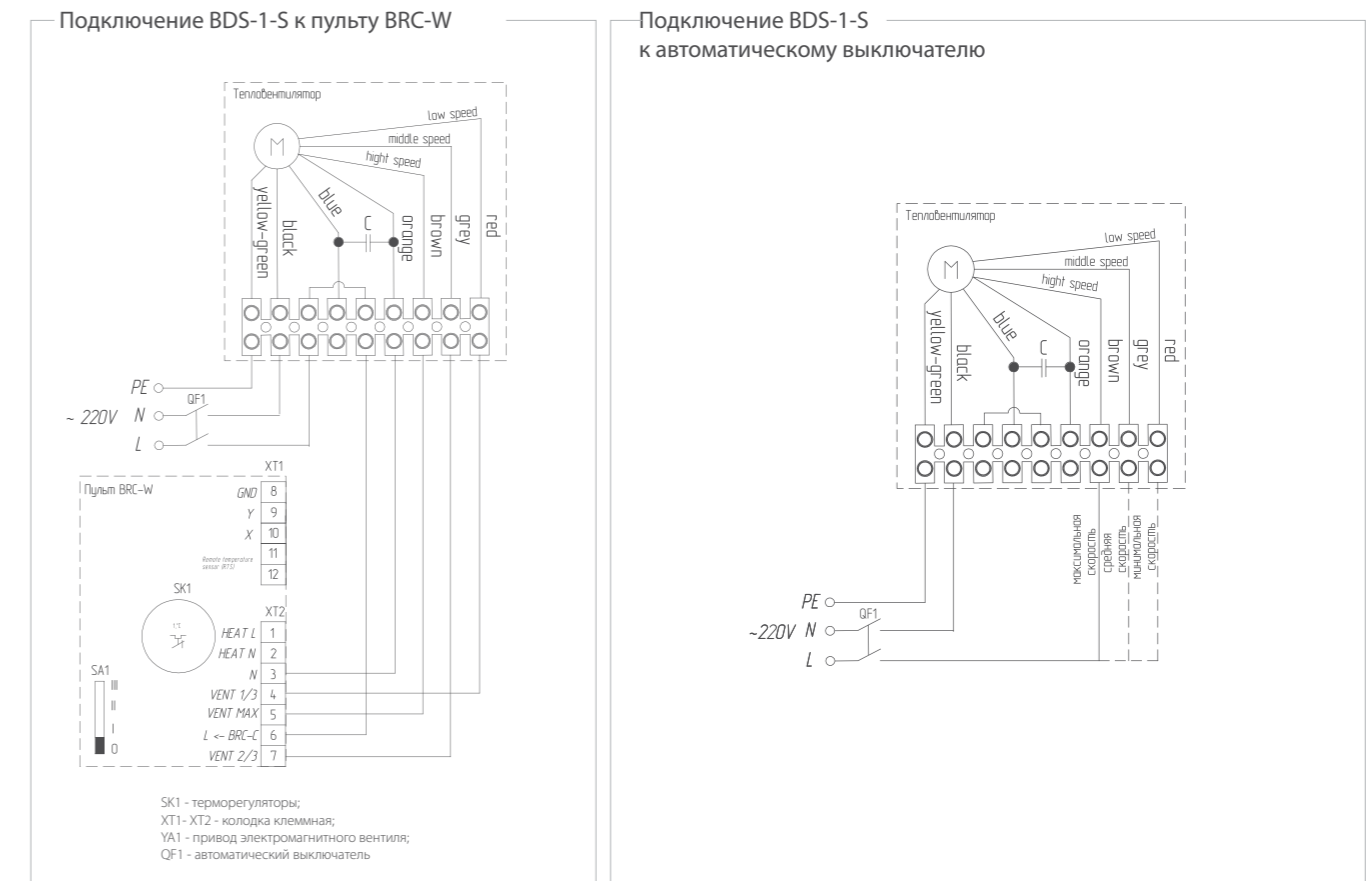 Подключение BDS-1-S к пульту BRC-W
Тепловентилятор
low speed
middle speed
hight speed
M
yellow-green
black
blue
C
orange
brown
grey
red
PE
QF1
~ 220V N
L
XT1
Пульт BRC-W
GND 8
Y 9
X 10
Remote temperature
sensor (RTS)
11
12
SK1
XT2
HEAT L 1
HEAT N 2
N 3
VENT 1/3 4
VENT MAX 5
L <- BRC-C 6
VENT 2/3 7
SA1
III
II
I
0
SK1 - терморегуляторы;
XT1- XT2 - колодка клеммная;
YA1 - привод электромагнитного вентиля;
QF1 - автоматический выключатель
Подключение BDS-1-S
к автоматическому выключателю
Тепловентилятор
low speed
middle speed
hight speed
M
yellow-green
black
blue
C
orange
brown
grey
red
максимальная
скорость
средняя
скорость
минимальная
скорость
PE
QF1
~220V N
L